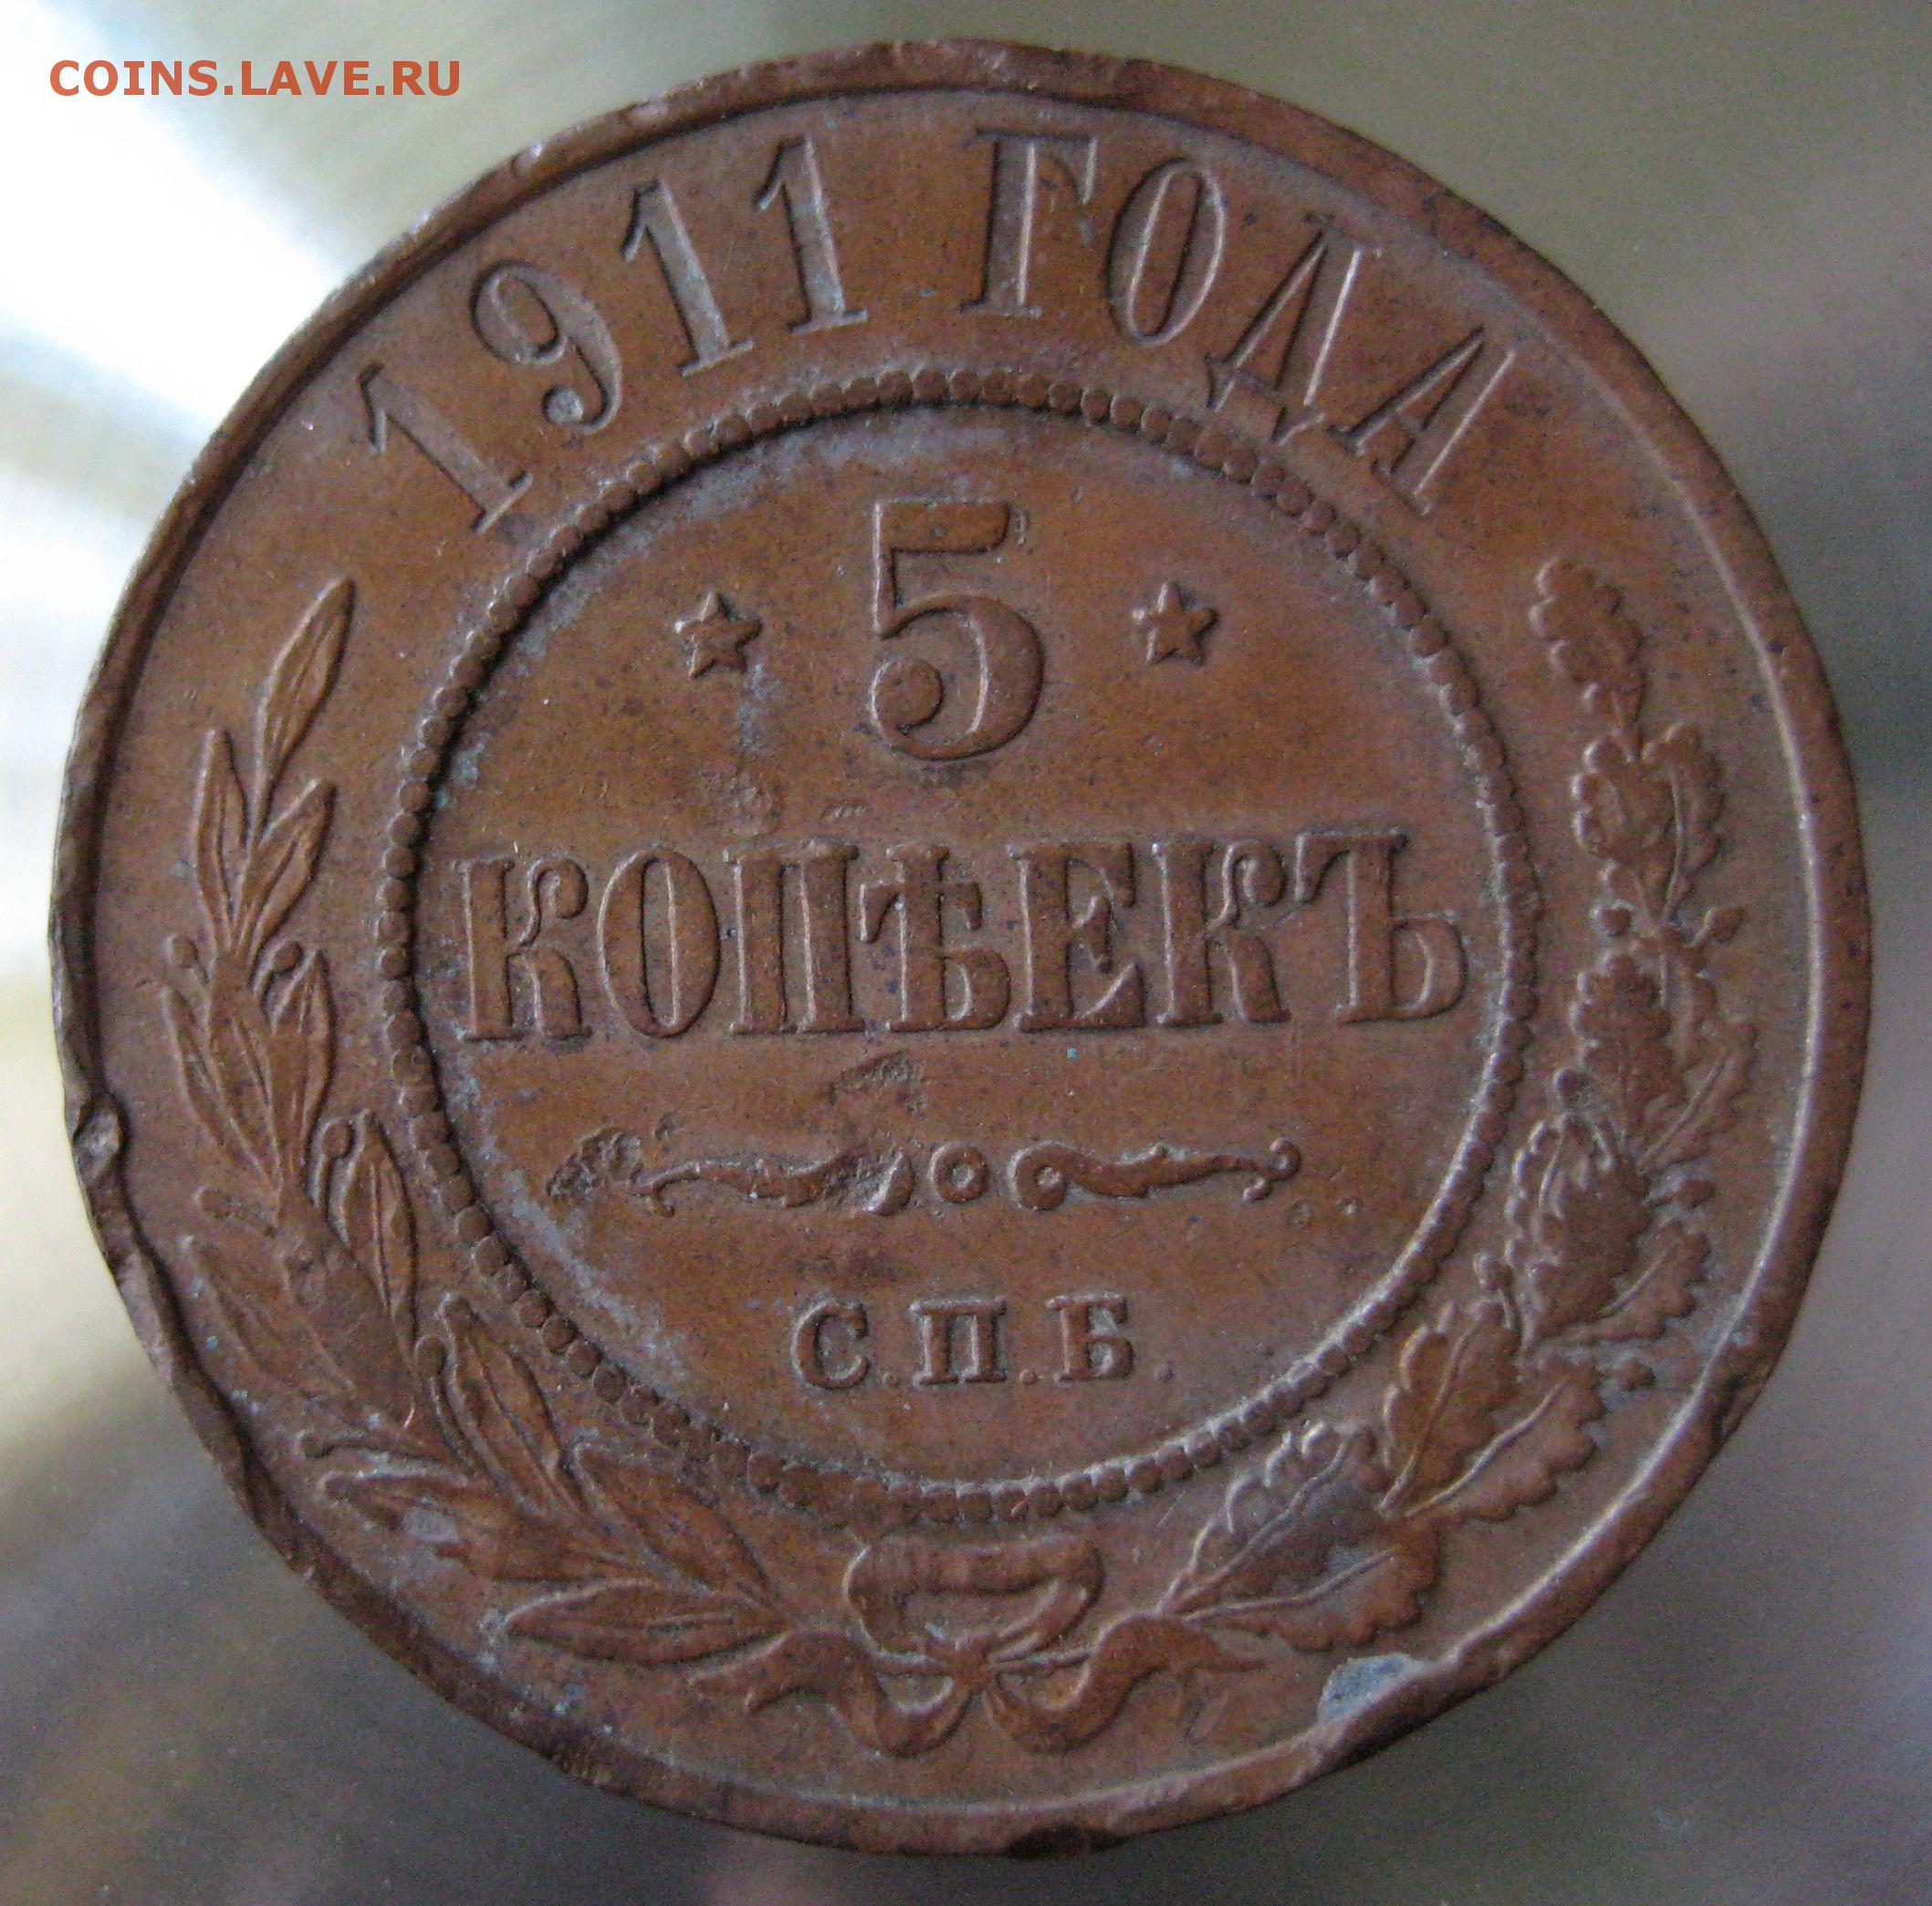 COINS.LAVE.RU
1911 ГОДА
5
КОПѢЕКЪ
С.П.Б.